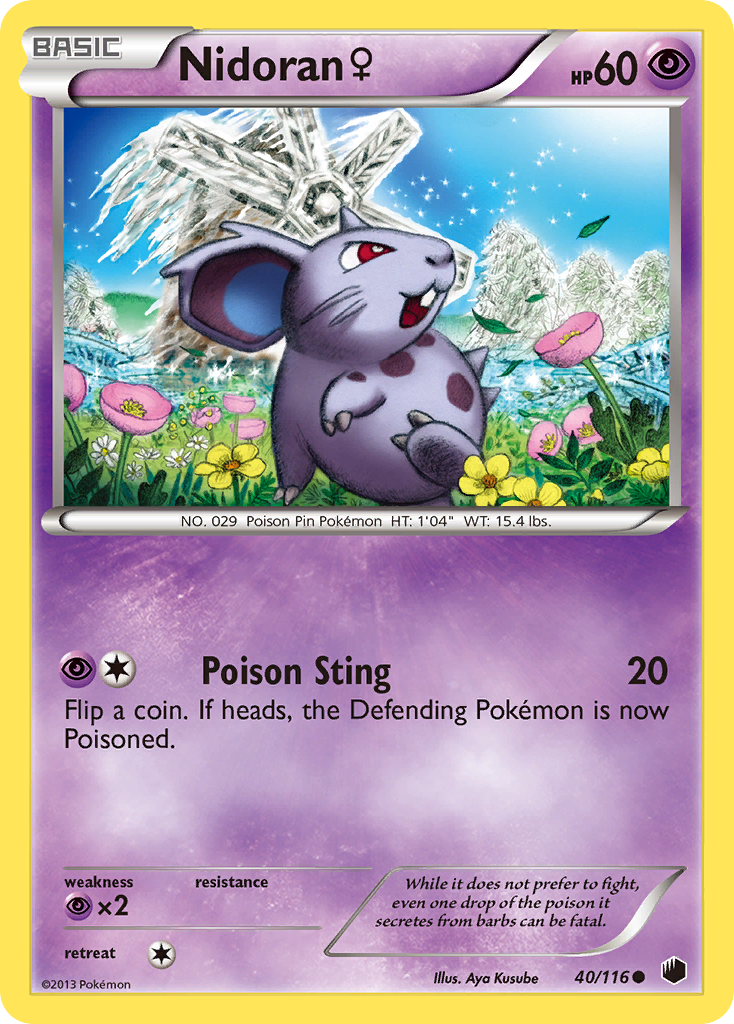 BASIC
Nidoran♀
HP60
NO. 029 Poison Pin Pokémon HT: 1'04" WT: 15.4 lbs.
Poison Sting 20
Flip a coin. If heads, the Defending Pokémon is now
Poisoned.
weakness resistance
×2
retreat
While it does not prefer to fight,
even one drop of the poison it
secretes from barbs can be fatal.
©2013 Pokémon
Illus. Aya Kusube
40/116